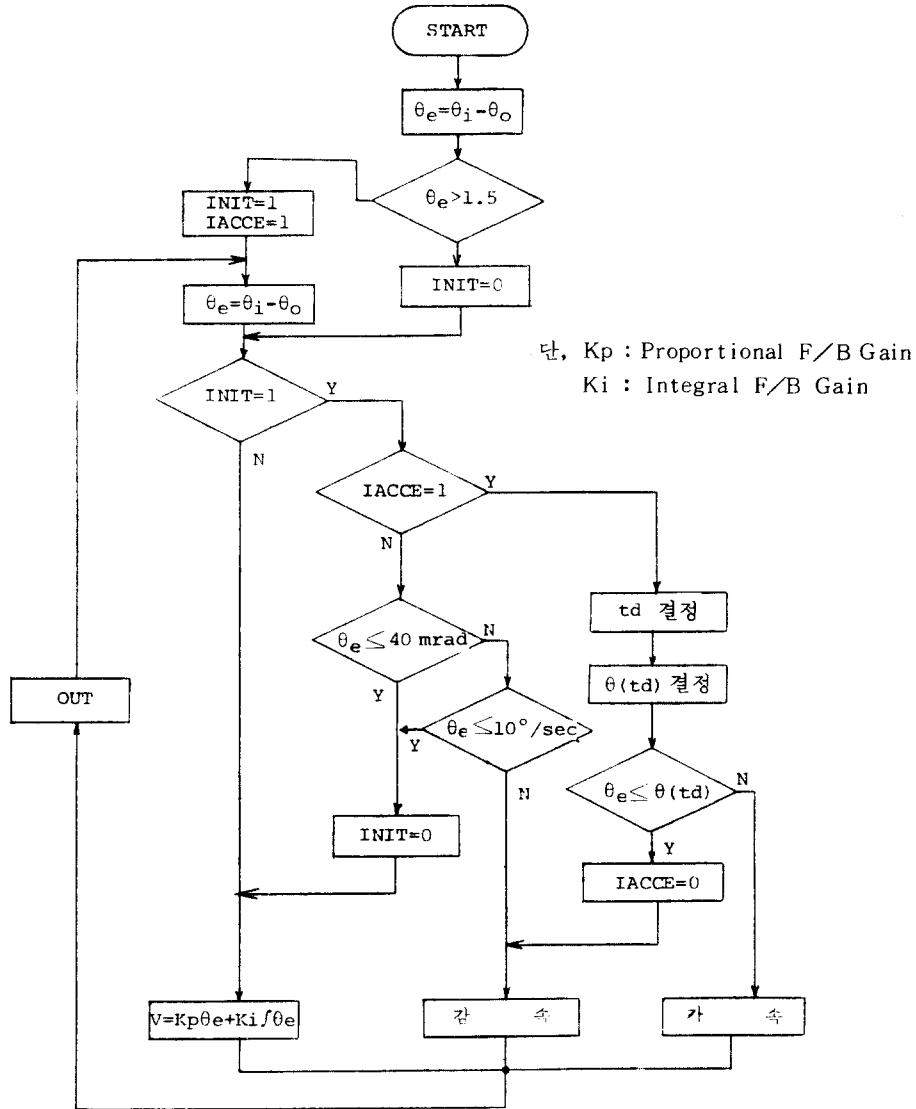 START
θe=θi-θo
θe>1.5
INIT=1
IACCE=1
INIT=0
θe=θi-θo
단, Kp : Proportional F/B Gain
Ki : Integral F/B Gain
INIT=1
Y
N
IACCE=1
Y
N
td 결정
θe≤40 mrad
N
Y
θ(td) 결정
OUT
θe≤10°/sec
Y
N
θe≤θ(td)
N
Y
INIT=0
IACCE=0
V=Kpθe+Ki∫θe
감 속
가 속